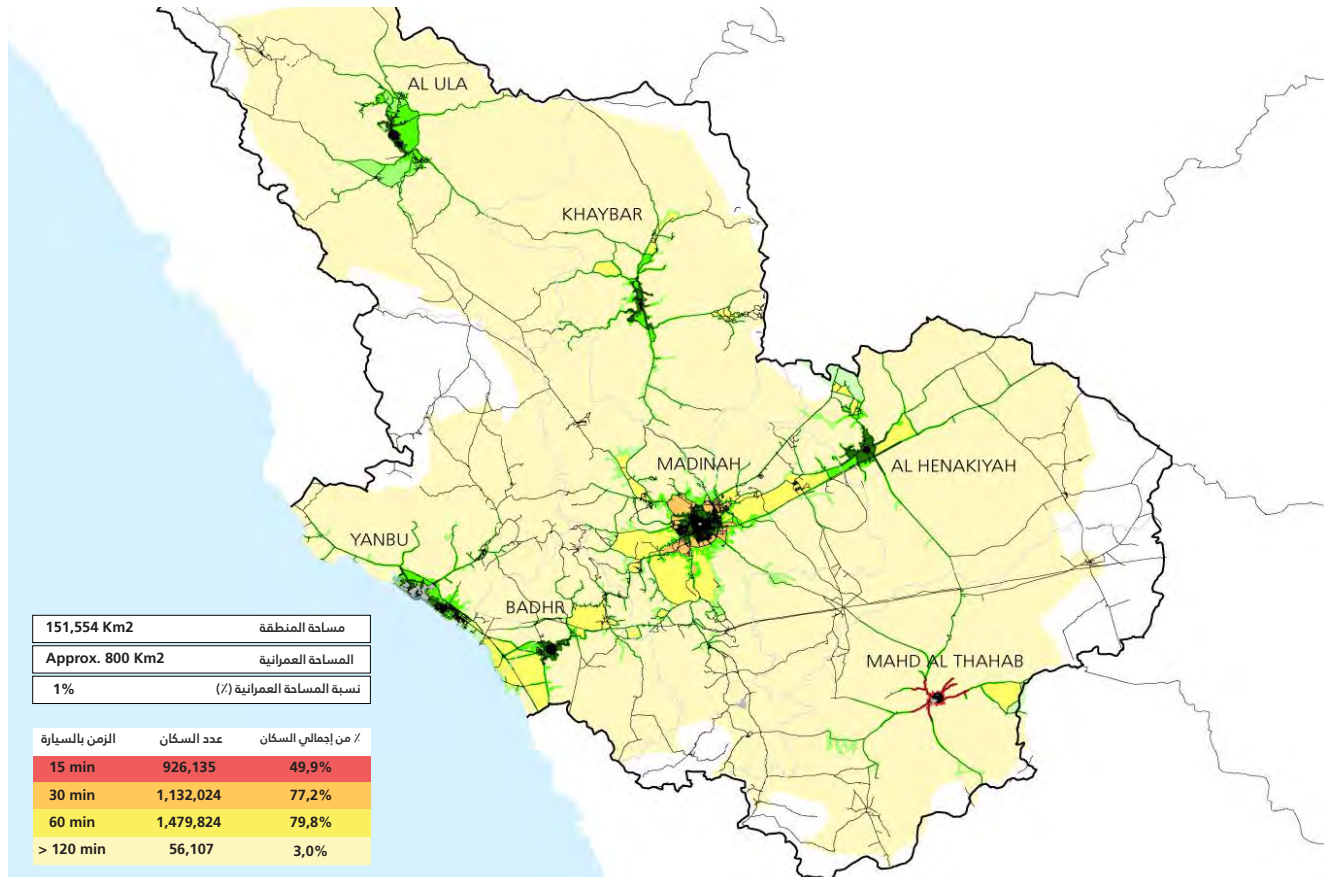 AL ULA
KHAYBAR
MADINAH
AL HENAKIYAH
YANBU
BADHR
MAHD AL THAHAB
مساحة المنطقة 151,554 Km2
المساحة العمرانية Approx. 800 Km2
نسبة المساحة العمرانية (٪) 1%
الزمن بالسيارة عدد السكان ٪ من إجمالي السكان
15 min 926,135 49,9%
30 min 1,132,024 77,2%
60 min 1,479,824 79,8%
> 120 min 56,107 3,0%